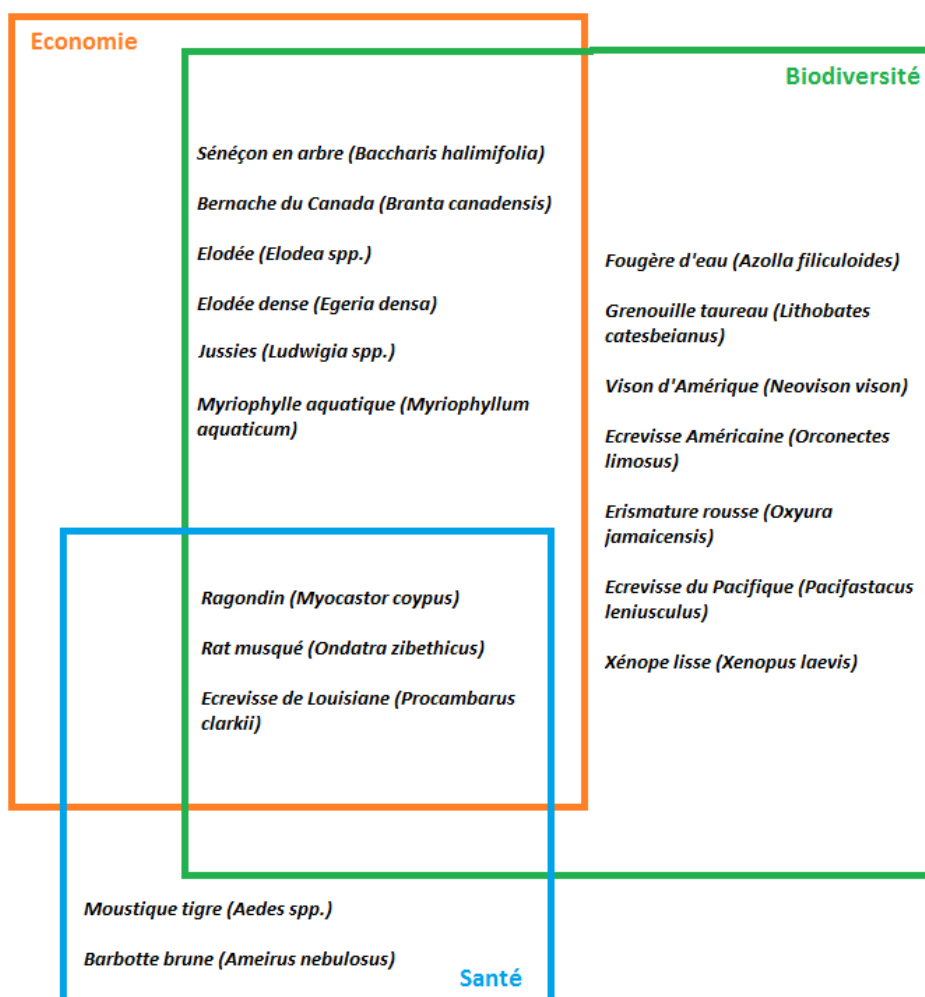 Economie
Biodiversité
Sénéçon en arbre (Baccharis halimifolia)
Bernache du Canada (Branta canadensis)
Elodée (Elodea spp.)
Elodée dense (Egeria densa)
Jussies (Ludwigia spp.)
Myriophylle aquatique (Myriophyllum
aquaticum)
Fougère d'eau (Azolla filiculoides)
Grenouille taureau (Lithobates
catesbeianus)
Vison d'Amérique (Neovison vison)
Ecrevisse Américaine (Orconectes
limosus)
Erismature rousse (Oxyura
jamaicensis)
Ecrevisse du Pacifique (Pacifastacus
leniusculus)
Xénope lisse (Xenopus laevis)
Ragondin (Myocastor coypus)
Rat musqué (Ondatra zibethicus)
Ecrevisse de Louisiane (Procambarus
clarkii)
Moustique tigre (Aedes spp.)
Barbotte brune (Ameirus nebulosus)
Santé